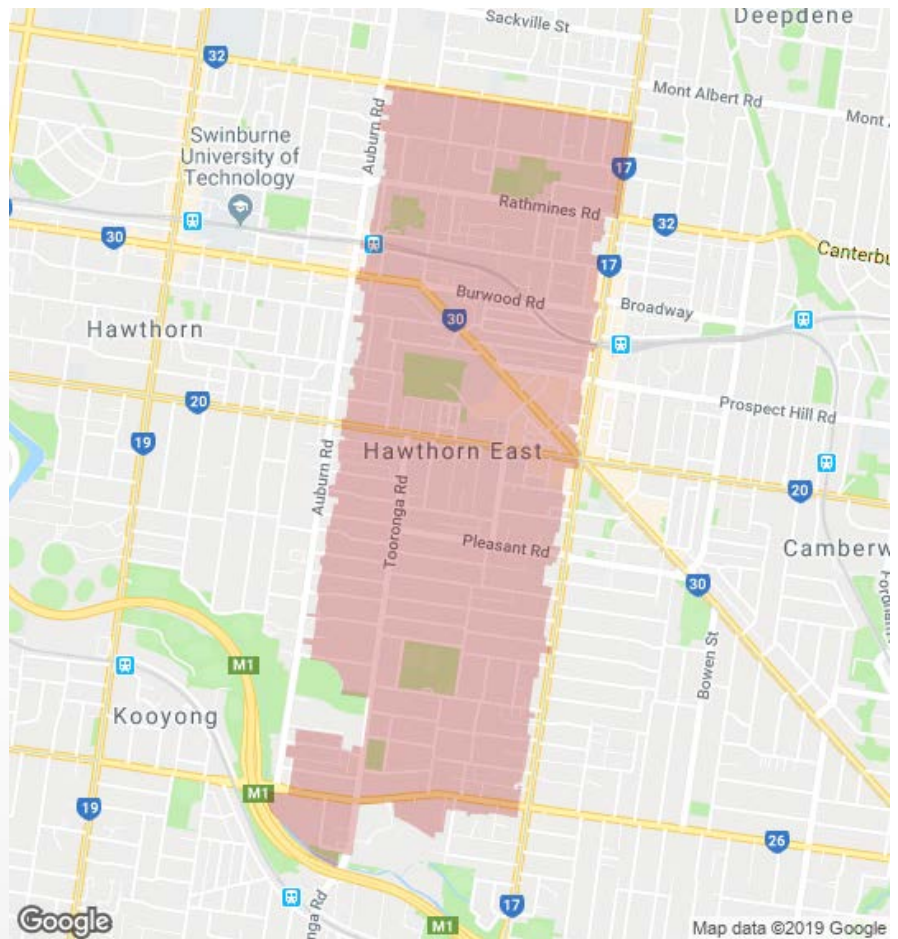 Sackville St
Deepdene
32
Mont Albert Rd
Mont
Auburn Rd
Swinburne
University of
Technology
17
Rathmines Rd
32
30
Canterbu
17
Burwood Rd
Broadway
30
Hawthorn
20
Prospect Hill Rd
19
Hawthorn East
Auburn Rd
Tooronga Rd
20
Pleasant Rd
Camberw
30
M1
Bowen St
Kooyong
M1
19
26
17
nga Rd
M1
Google
Map data ©2019 Google